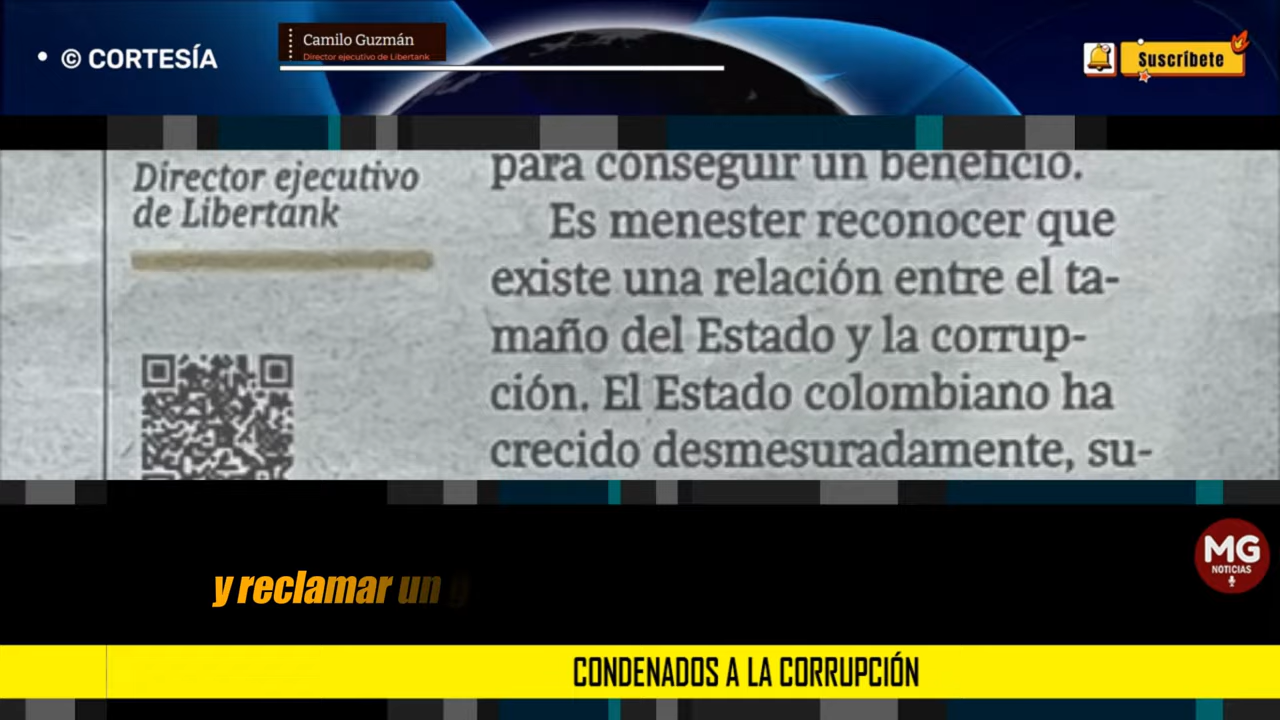 © CORTESÍA
Camilo Guzmán
Director ejecutivo de Libertank
Suscríbete
Director ejecutivo
de Libertank
para conseguir un beneficio.
Es menester reconocer que
existe una relación entre el ta-
maño del Estado y la corrup-
ción. El Estado colombiano ha
crecido desmesuradamente, su-
y reclamar un
MG
NOTICIAS
CONDENADOS A LA CORRUPCIÓN